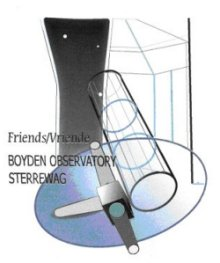 Friends/Vriende
BOYDEN OBSERVATORY
STERREWAG